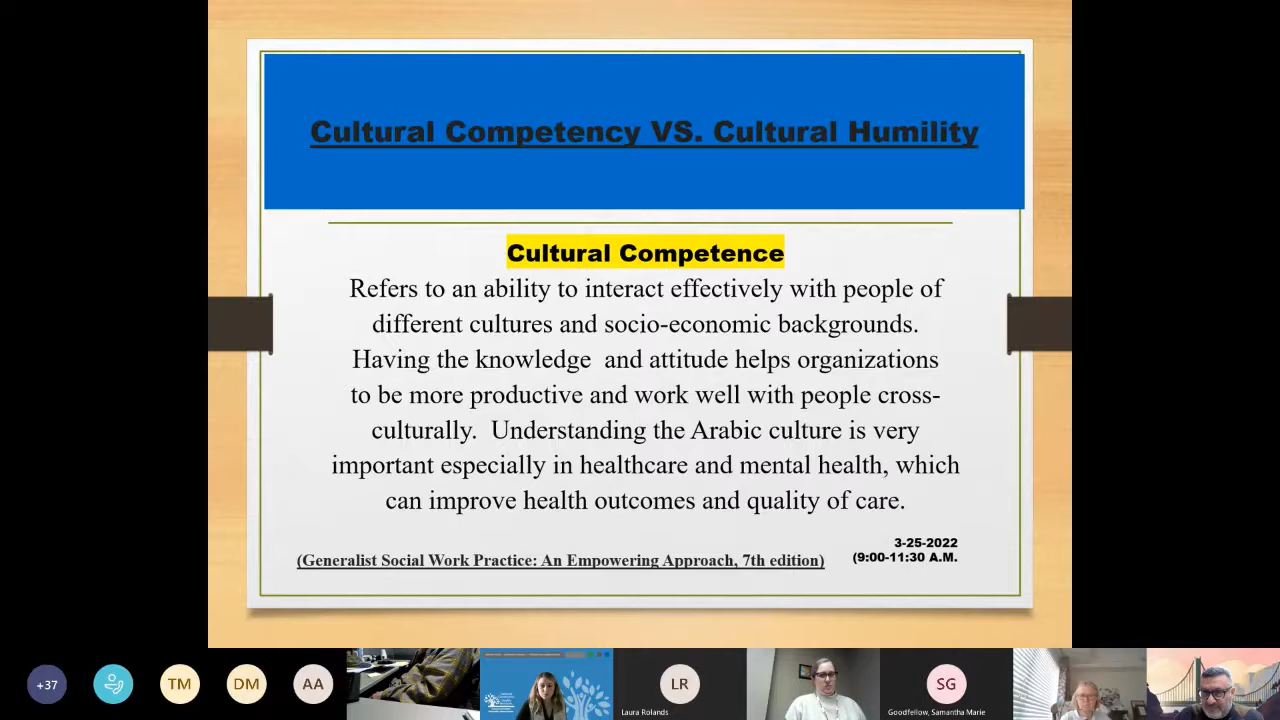 Cultural Competency VS. Cultural Humility
Cultural Competence
Refers to an ability to interact effectively with people of
different cultures and socio-economic backgrounds.
Having the knowledge  and attitude helps organizations
to be more productive and work well with people cross-
culturally.  Understanding the Arabic culture is very
important especially in healthcare and mental health, which
can improve health outcomes and quality of care.
3-25-2022
(9:00-11:30 A.M.
(Generalist Social Work Practice: An Empowering Approach, 7th edition)
+37
TM
DM
AA
LR
SG
Laura Rolands
Goodfellow, Samantha Marie